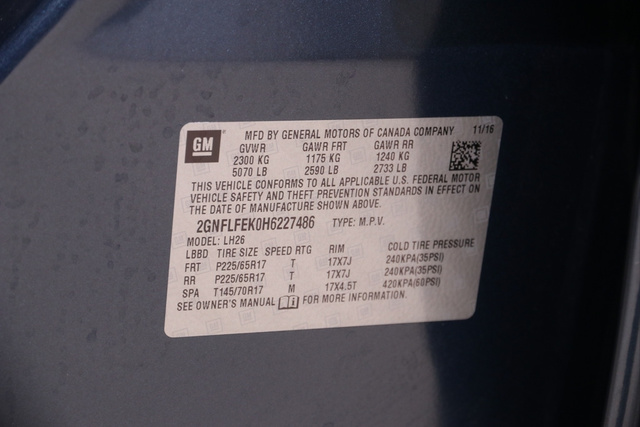 GM
MFD BY GENERAL MOTORS OF CANADA COMPANY 11/16
GVWR GAWR FRT GAWR RR
2300 KG 1175 KG 1240 KG
5070 LB 2590 LB 2733 LB
THIS VEHICLE CONFORMS TO ALL APPLICABLE U.S. FEDERAL MOTOR
VEHICLE SAFETY AND THEFT PREVENTION STANDARDS IN EFFECT ON
THE DATE OF MANUFACTURE SHOWN ABOVE.
2GNFLFEK0H6227486 TYPE: M.P.V.
MODEL: LH26
LBBD TIRE SIZE SPEED RTG RIM COLD TIRE PRESSURE
FRT P225/65R17 T 17X7J 240KPA(35PSI)
RR P225/65R17 T 17X7J 240KPA(35PSI)
SPA T145/70R17 M 17X4.5T 420KPA(60PSI)
SEE OWNER'S MANUAL FOR MORE INFORMATION.